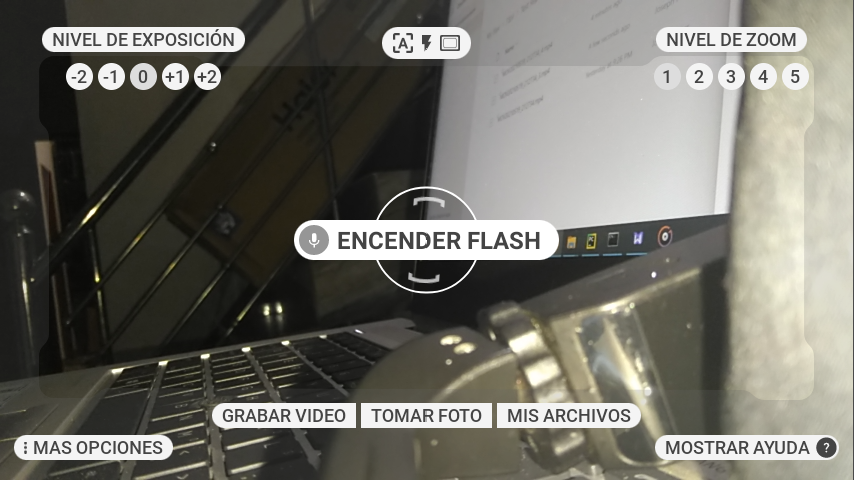 NIVEL DE EXPOSICIÓN
-2 -1 0 +1 +2
A
NIVEL DE ZOOM
1 2 3 4 5
ENCENDER FLASH
GRABAR VIDEO TOMAR FOTO MIS ARCHIVOS
MAS OPCIONES
MOSTRAR AYUDA ?